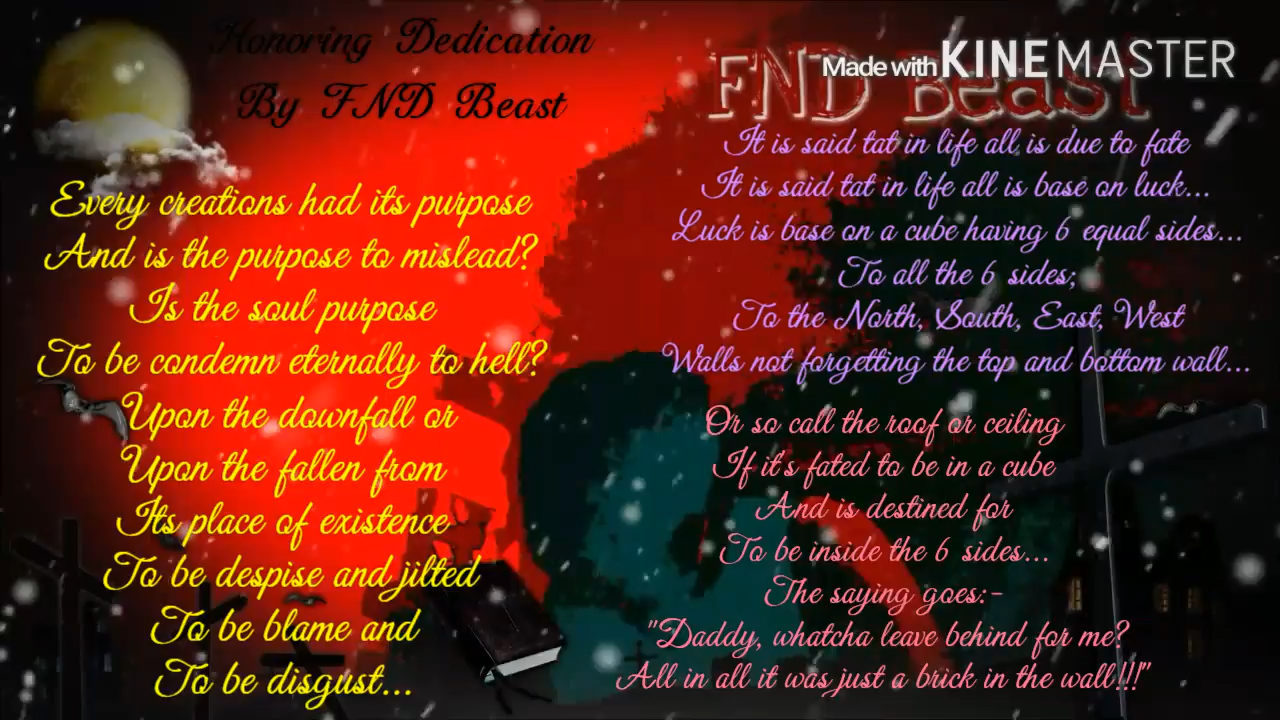 Honoring Dedication
By FND Beast
Every creations had its purpose
And is the purpose to mislead?
Is the soul purpose
To be condemn eternally to hell?
Upon the downfall or
Upon the fallen from
Its place of existence
To be despise and jilted
To be blame and
To be disgust...
FND Beast
Made with KINEMASTER
It is said tat in life all is due to fate
It is said tat in life all is base on luck...
Luck is base on a cube having 6 equal sides...
To all the 6 sides;
To the North, South, East, West
Walls not forgetting the top and bottom wall...
Or so call the roof or ceiling
If it's fated to be in a cube
And is destined for
To be inside the 6 sides...
The saying goes:-
"Daddy, whatcha leave behind for me?
All in all it was just a brick in the wall!!!"